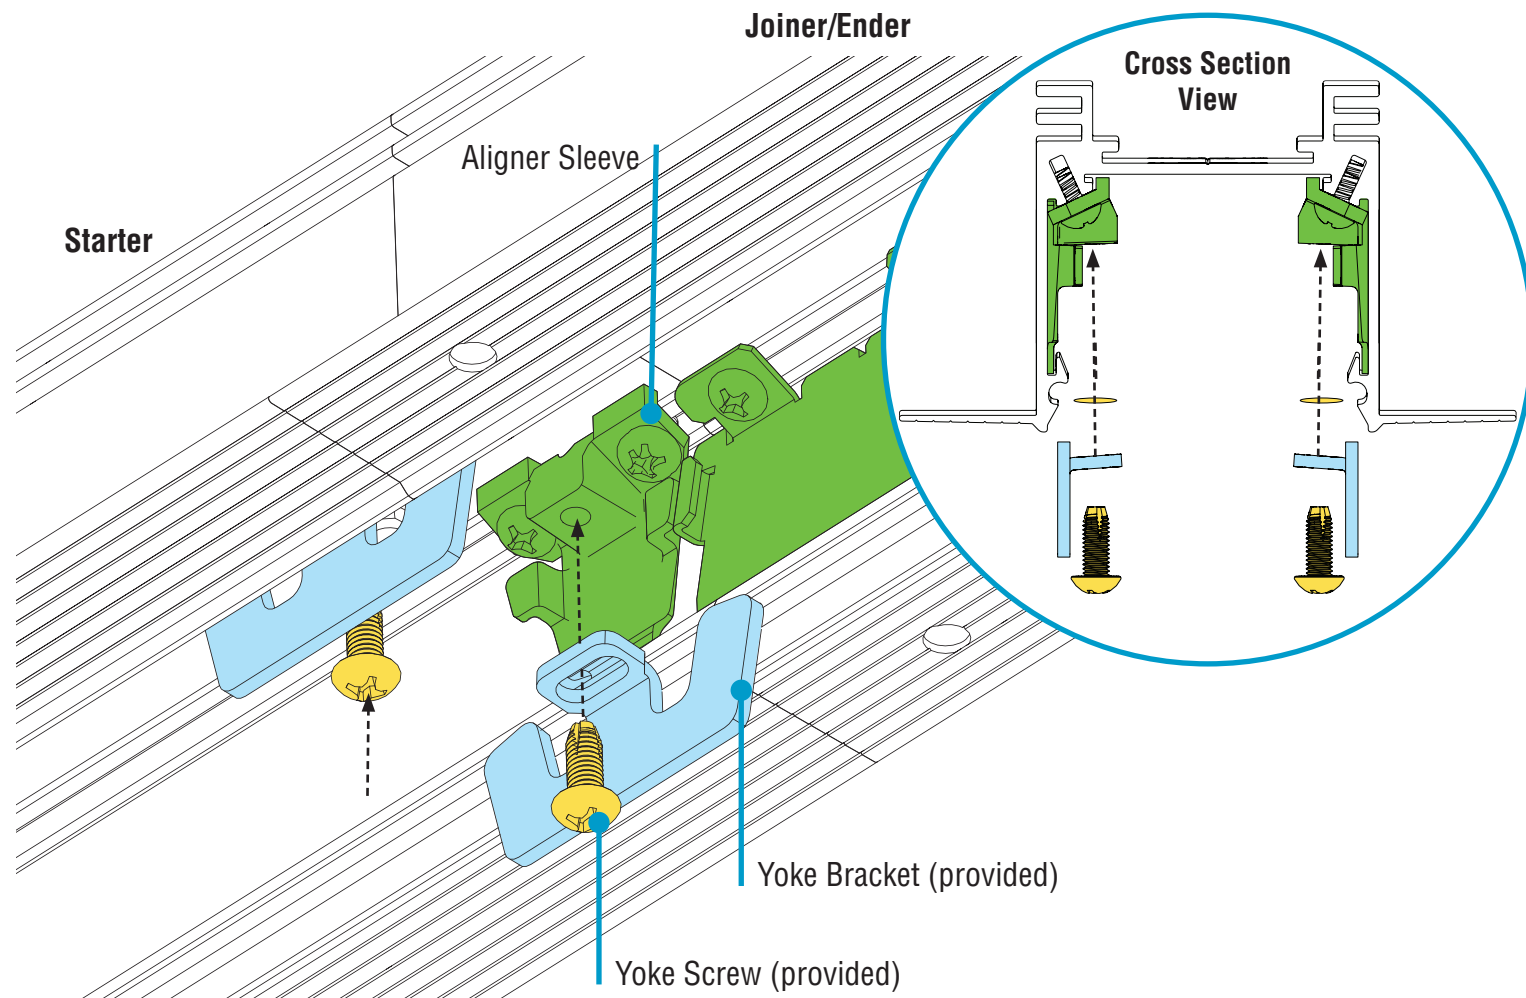 Joiner/Ender
Cross Section
View
Aligner Sleeve
Starter
Yoke Bracket (provided)
Yoke Screw (provided)